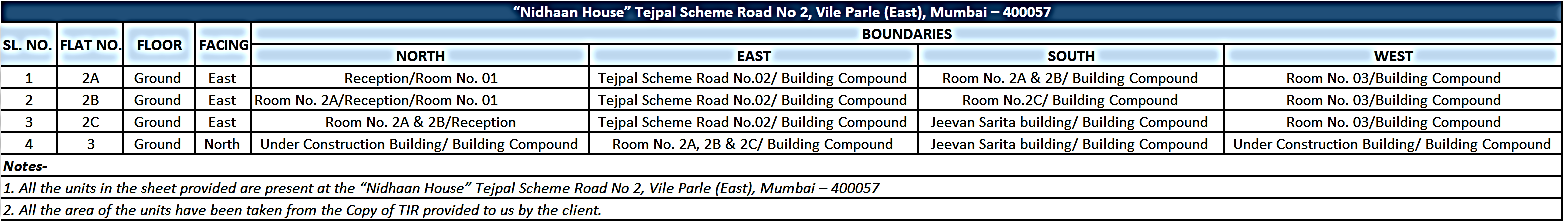 “Nidhaan House” Tejpal Scheme Road No 2, Vile Parle (East), Mumbai – 400057
SL. NO. FLAT NO. FLOOR FACING BOUNDARIES
NORTH EAST SOUTH WEST
1 2A Ground East Reception/Room No. 01 Tejpal Scheme Road No.02/ Building Compound Room No. 2A & 2B/ Building Compound Room No. 03/Building Compound
2 2B Ground East Room No. 2A/Reception/Room No. 01 Tejpal Scheme Road No.02/ Building Compound Room No.2C/ Building Compound Room No. 03/Building Compound
3 2C Ground East Room No. 2A & 2B/Reception Tejpal Scheme Road No.02/ Building Compound Jeevan Sarita building/ Building Compound Room No. 03/Building Compound
4 3 Ground North Under Construction Building/ Building Compound Room No. 2A, 2B & 2C/ Building Compound Jeevan Sarita building/ Building Compound Under Construction Building/ Building Compound
Notes-
1. All the units in the sheet provided are present at the “Nidhaan House” Tejpal Scheme Road No 2, Vile Parle (East), Mumbai – 400057
2. All the area of the units have been taken from the Copy of TIR provided to us by the client.